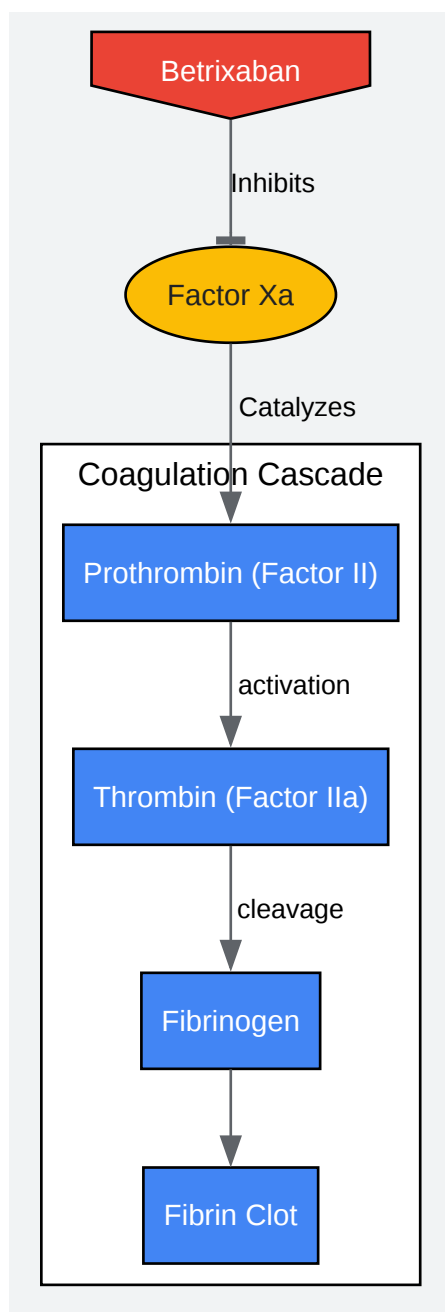 Betrixaban
Inhibits
Factor Xa
Catalyzes
Coagulation Cascade
Prothrombin (Factor II)
activation
Thrombin (Factor IIa)
cleavage
Fibrinogen
Fibrin Clot